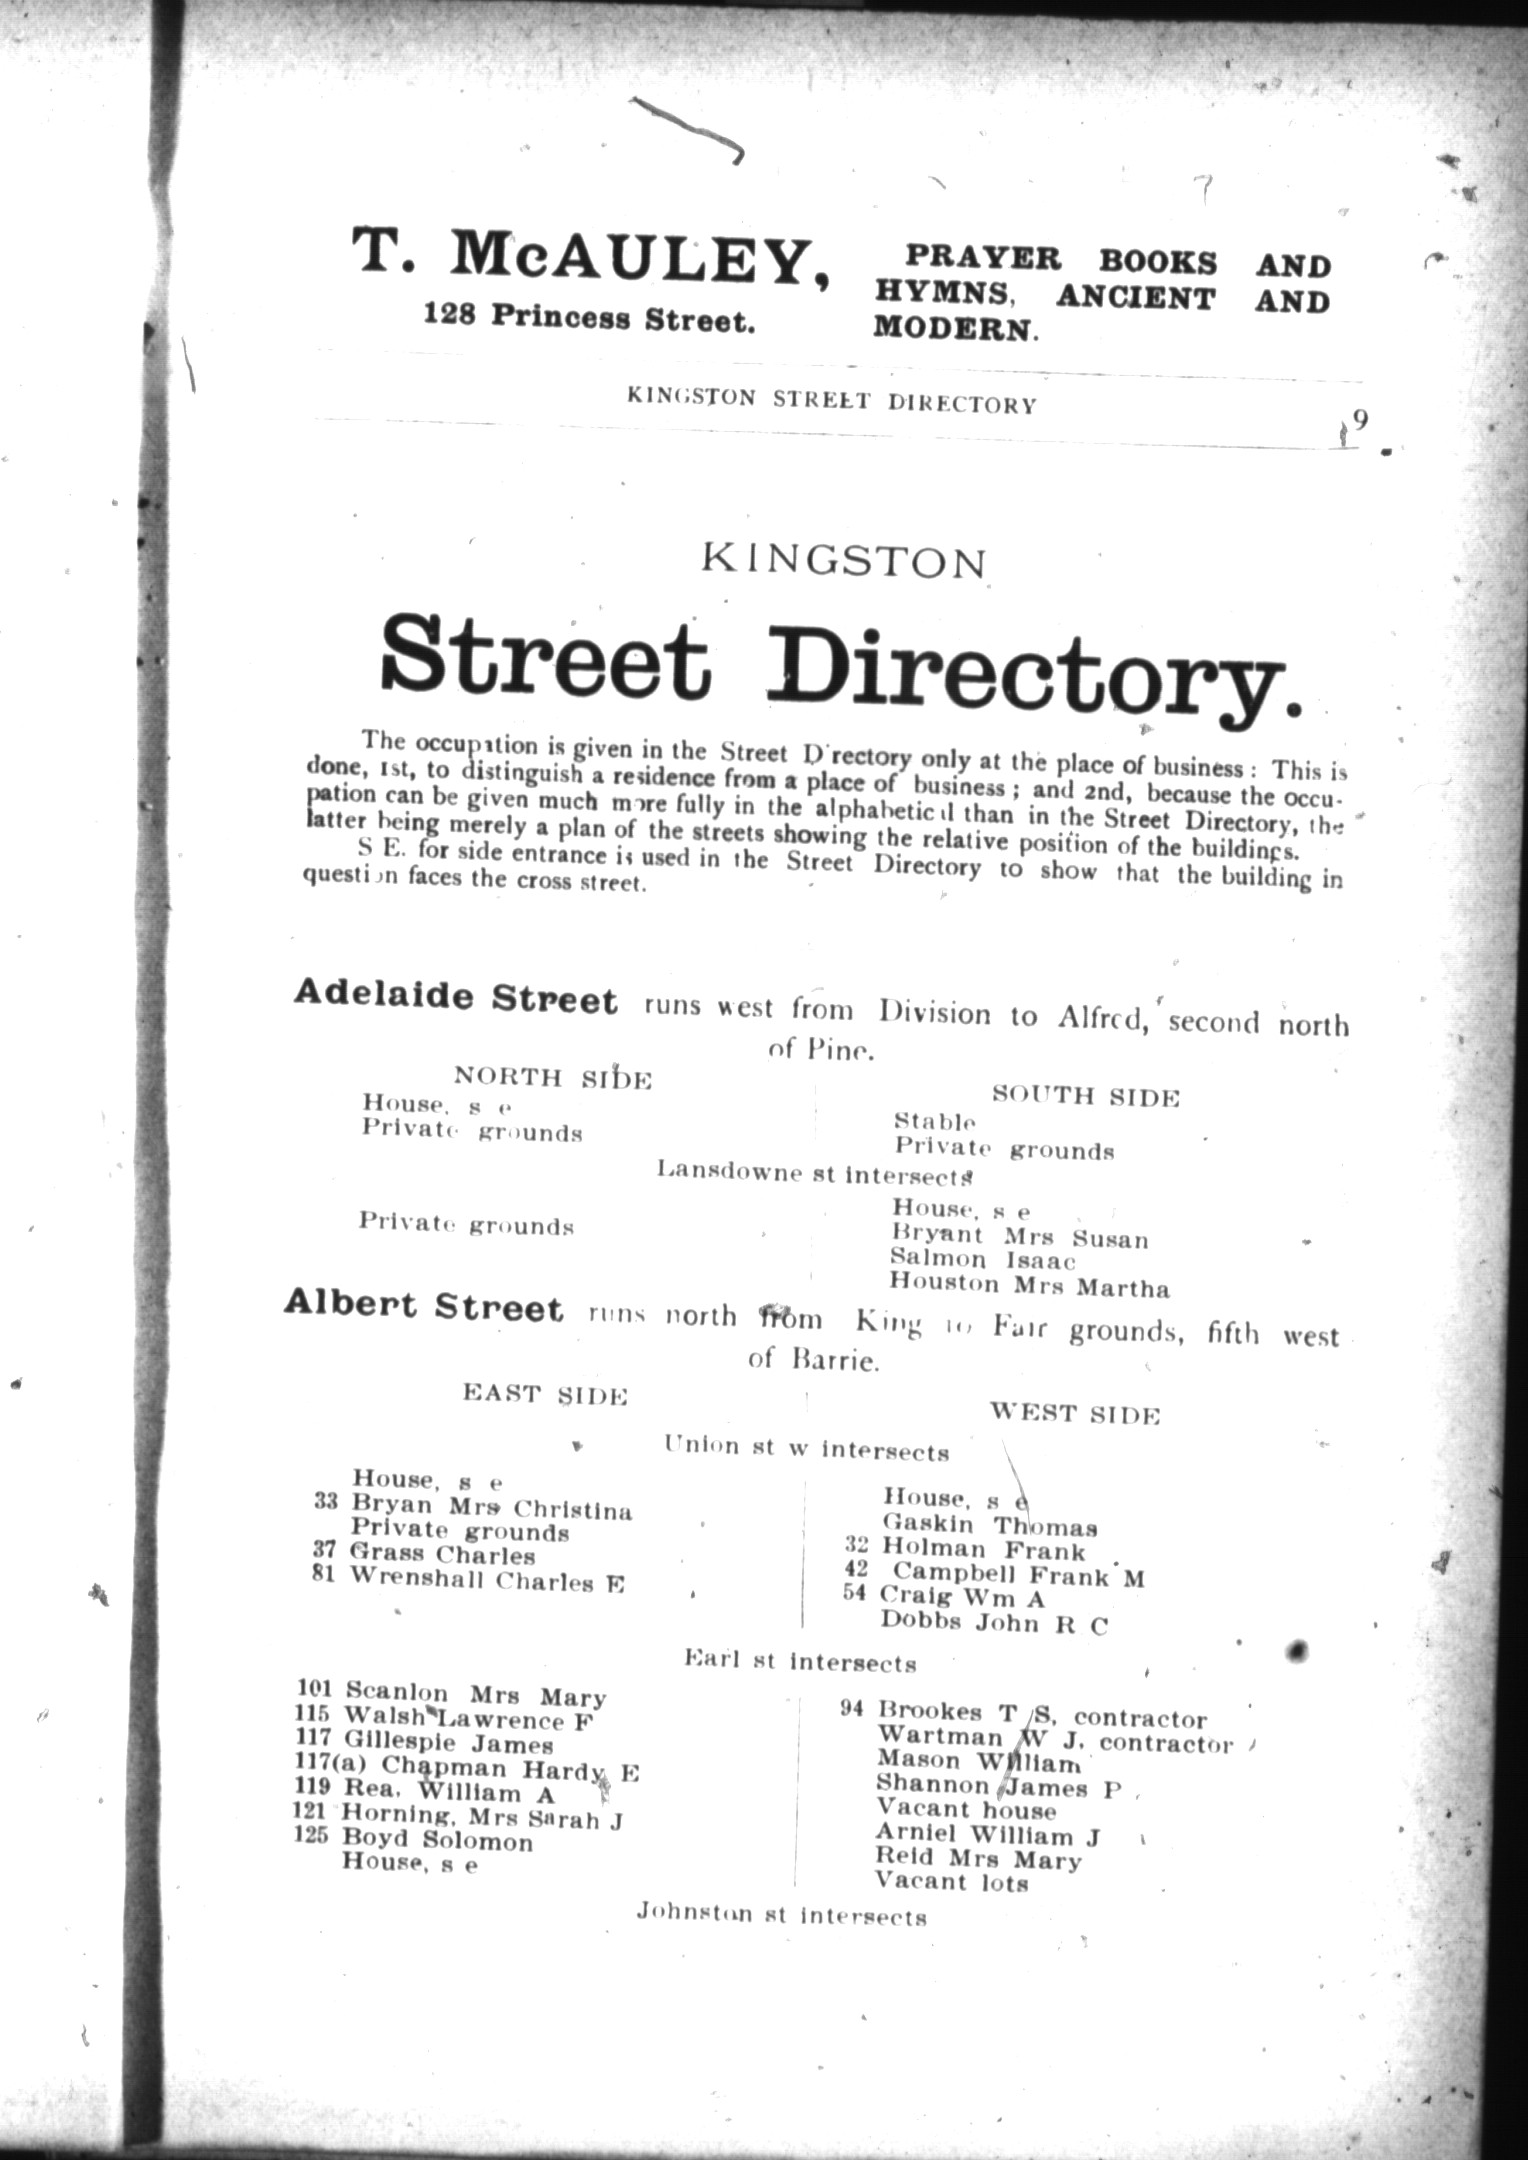 T. McAULEY,
128 Princess Street.
PRAYER BOOKS AND
HYMNS, ANCIENT AND
MODERN.
KINGSTON STREET DIRECTORY
9
KINGSTON
Street Directory.
The occupation is given in the Street Directory only at the place of business : This is
done, 1st, to distinguish a residence from a place of business ; and 2nd, because the occu-
pation can be given much more fully in the alphabetical than in the Street Directory, the
latter being merely a plan of the streets showing the relative position of the buildings.
S E. for side entrance is used in the Street Directory to show that the building in
question faces the cross street.
Adelaide Street runs west from Division to Alfred, second north
of Pine.
NORTH SIDE
House, s e
Private grounds
SOUTH SIDE
Stable
Private grounds
Lansdowne st intersects
Private grounds
House, s e
Bryant Mrs Susan
Salmon Isaac
Houston Mrs Martha
Albert Street runs north from King to Fair grounds, fifth west
of Barrie.
EAST SIDE
WEST SIDE
Union st w intersects
House, s e
33 Bryan Mrs Christina
Private grounds
37 Grass Charles
81 Wrenshall Charles E
House, s e
Gaskin Thomas
32 Holman Frank
42 Campbell Frank M
54 Craig Wm A
Dobbs John R C
Earl st intersects
101 Scanlon Mrs Mary
115 Walsh Lawrence F
117 Gillespie James
117(a) Chapman Hardy E
119 Rea, William A
121 Horning, Mrs Sarah J
125 Boyd Solomon
House, s e
94 Brookes T S, contractor
Wartman W J, contractor
Mason William
Shannon James P
Vacant house
Arniel William J
Reid Mrs Mary
Vacant lots
Johnston st intersects